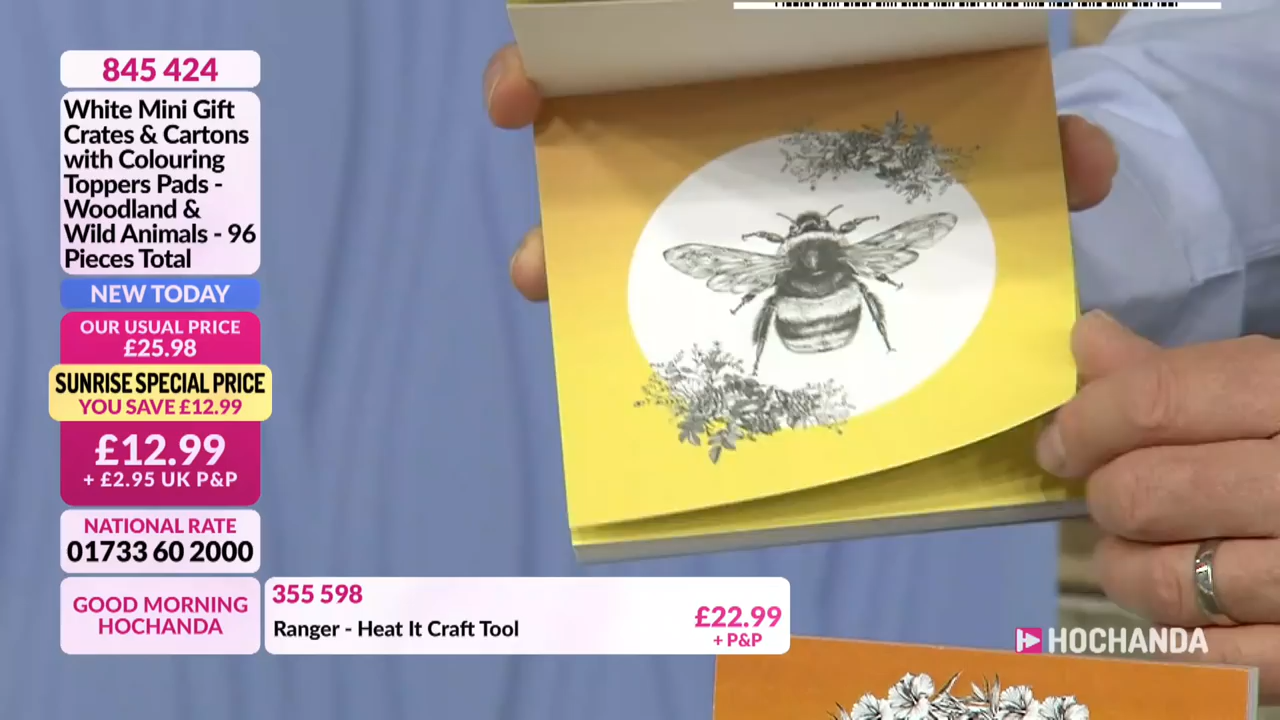 845 424
White Mini Gift
Crates & Cartons
with Colouring
Toppers Pads -
Woodland &
Wild Animals - 96
Pieces Total
NEW TODAY
OUR USUAL PRICE
£25.98
SUNRISE SPECIAL PRICE
YOU SAVE £12.99
£12.99
+ £2.95 UK P&P
NATIONAL RATE
01733 60 2000
GOOD MORNING
HOCHANDA
355 598
Ranger - Heat It Craft Tool
£22.99
+ P&P
HOCHANDA